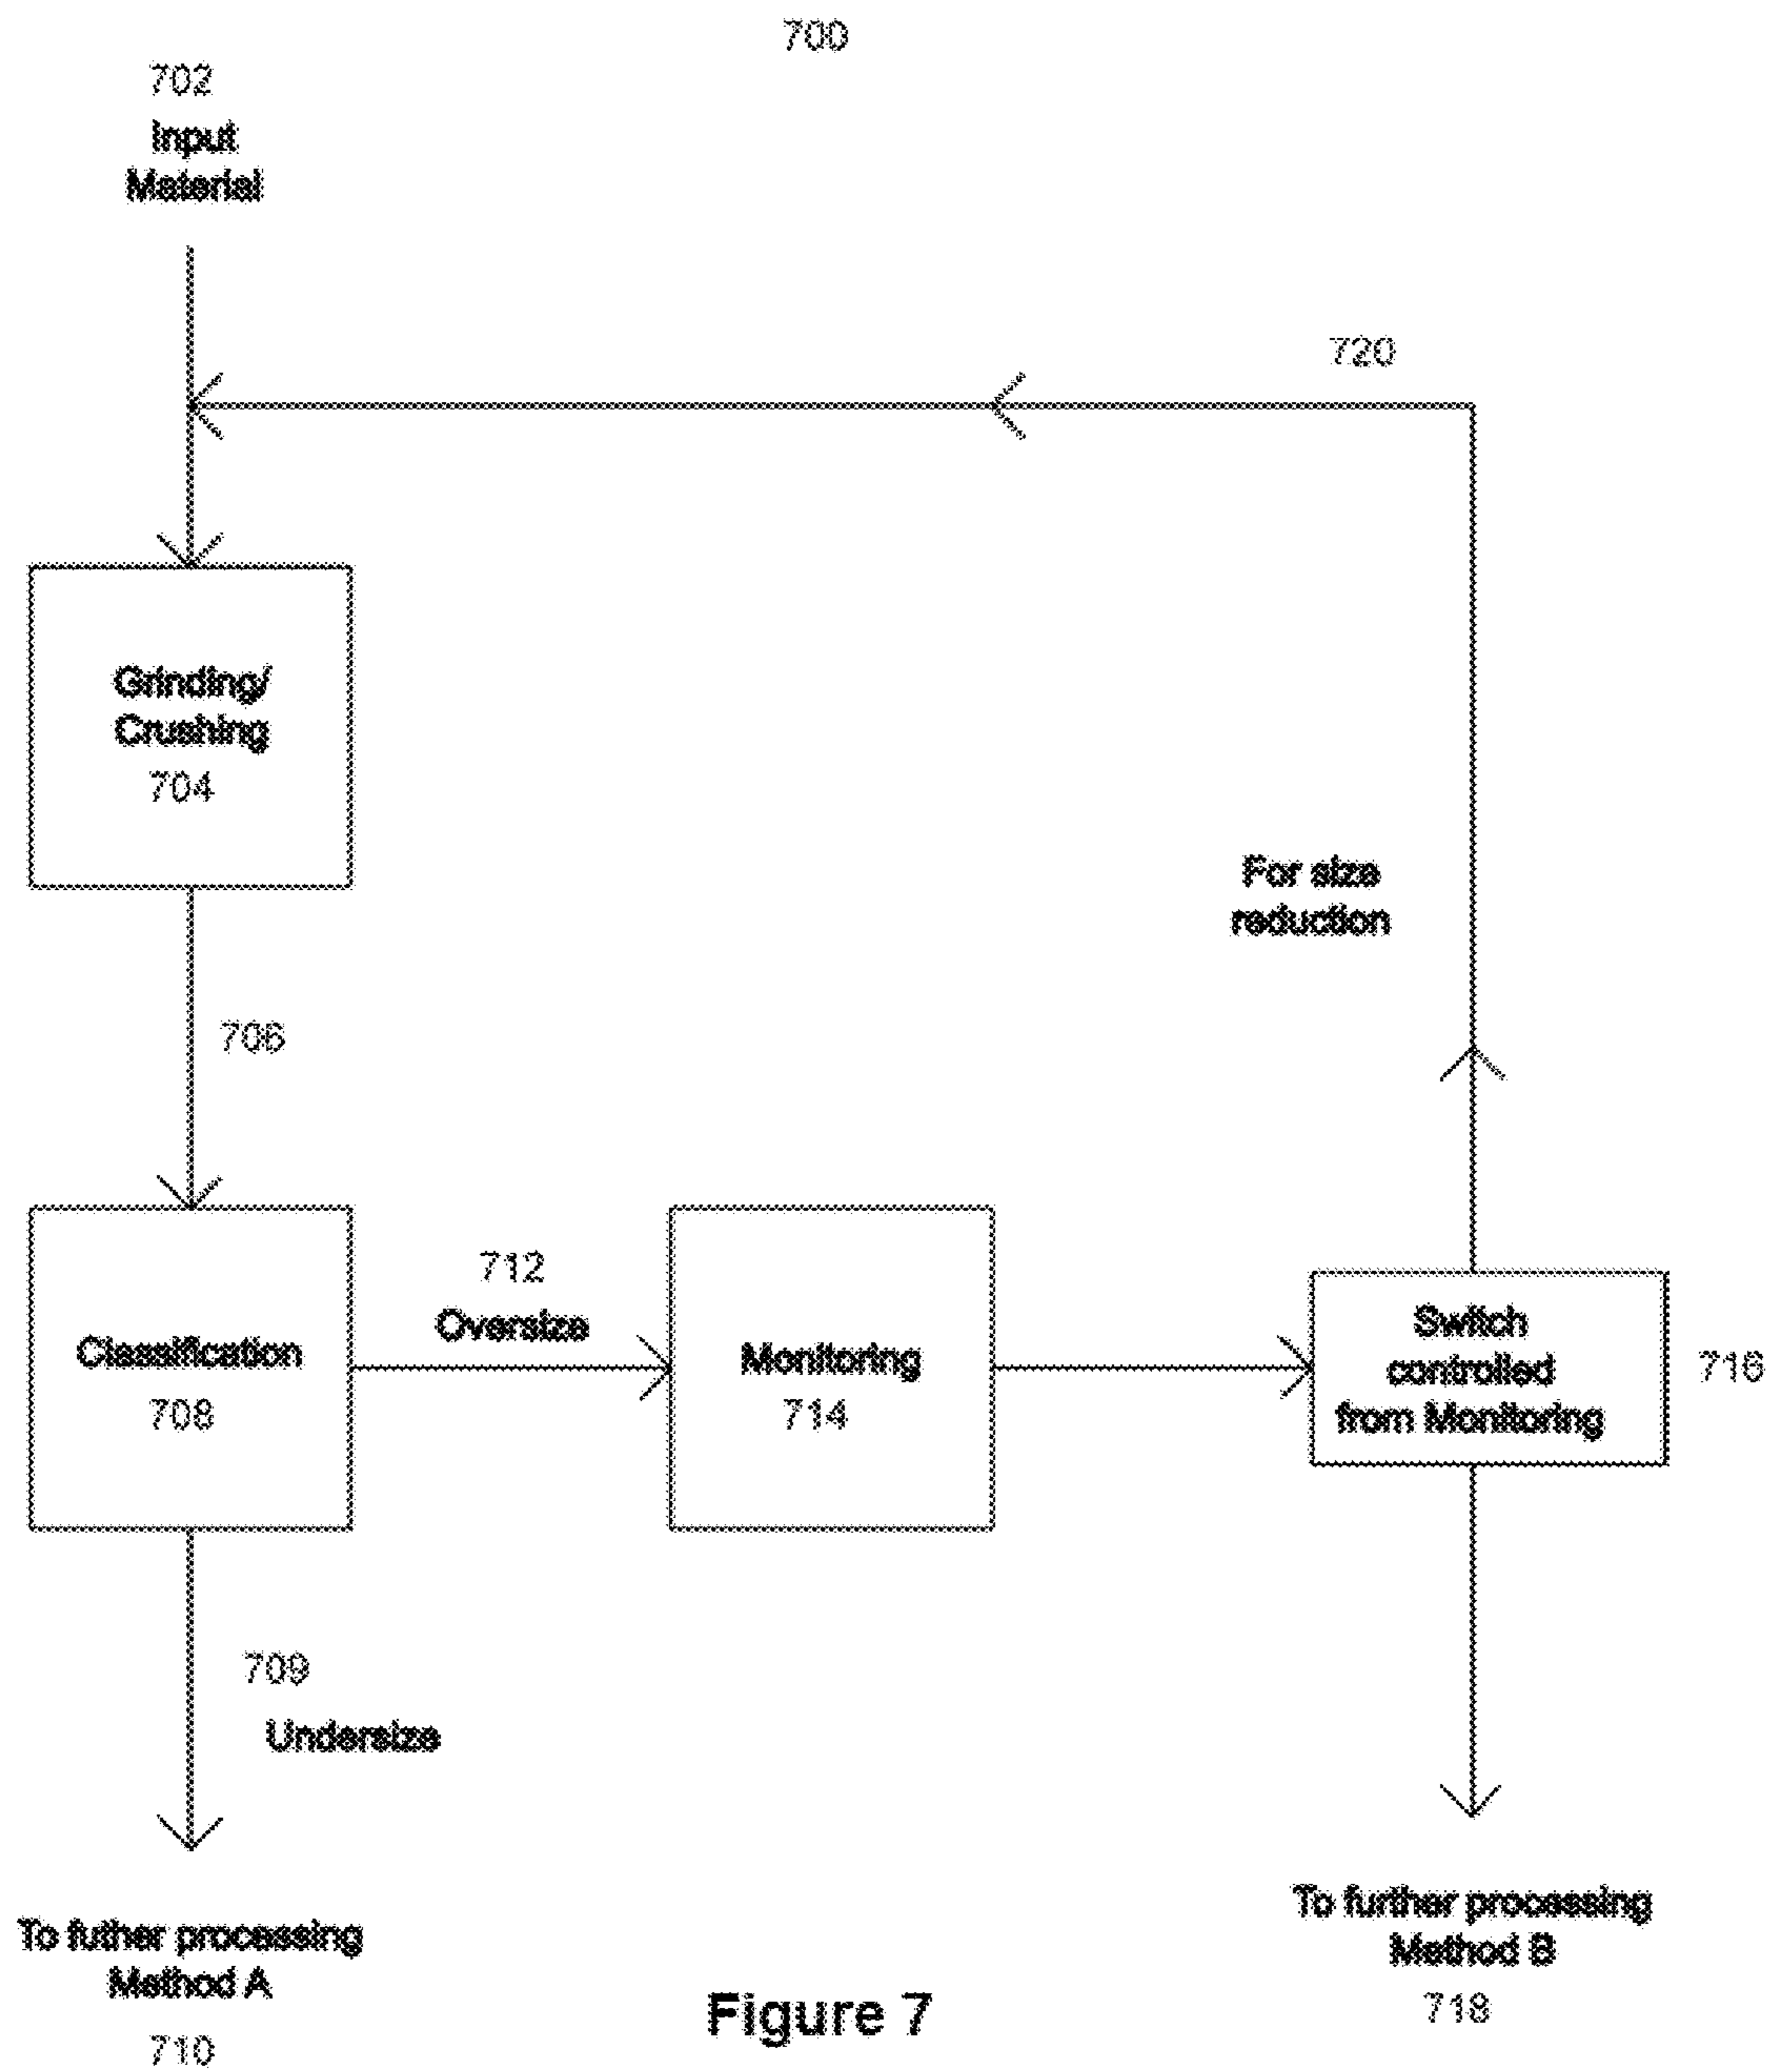 700
702
Input
Material
720
Grinding/
Crushing
704
For size
reduction
706
712
Oversize
Classification
708
Monitoring
714
Switch
controlled
from Monitoring
716
709
Undersize
To futher processing
Method A
710
To further processing
Method B
718
Figure 7